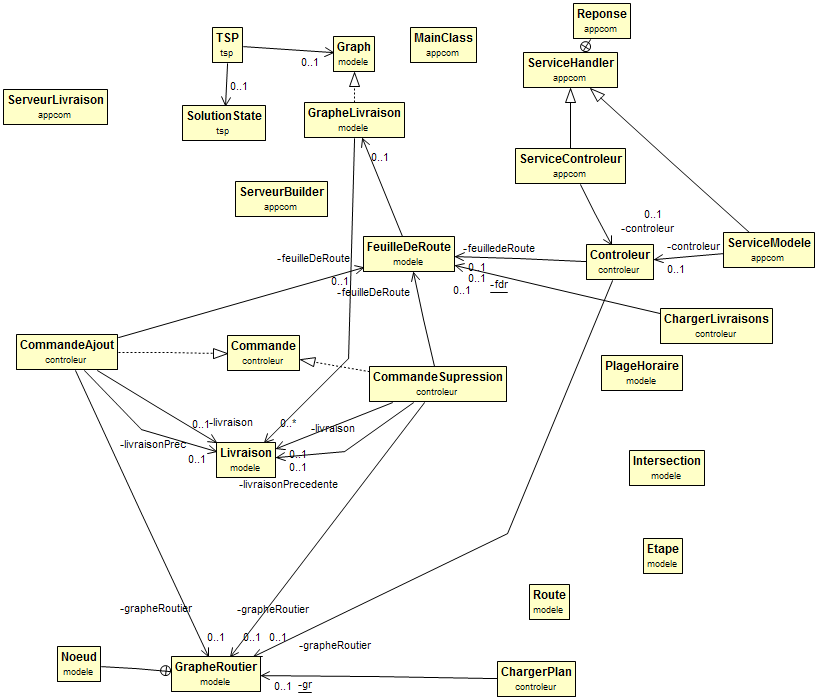 Reponse
appcom
TSP
tsp
Graph
modele
MainClass
appcom
0..1
ServiceHandler
appcom
0..1
ServeurLivraison
appcom
SolutionState
tsp
GrapheLivraison
modele
0..1
ServiceControleur
appcom
ServeurBuilder
appcom
0..1
-controleur
FeuilleDeRoute
modele
-feuilledeRoute
Controleur
controleur
-controleur
0..1
ServiceModele
appcom
-feuilleDeRoute
0..1
-feuilleDeRoute
0..1
0..1
0..1
-fdr
ChargerLivraisons
controleur
CommandeAjout
controleur
Commande
controleur
CommandeSupression
controleur
PlageHoraire
modele
0..1
-livraison
0..*
-livraison
-livraisonPrec
0..1
Livraison
modele
0..1
0..1
-livraisonPrecedente
Intersection
modele
Etape
modele
Route
modele
-grapheRoutier
-grapheRoutier
0..1
0..1
0..1
-grapheRoutier
Noeud
modele
GrapheRoutier
modele
0..1
-gr
ChargerPlan
controleur